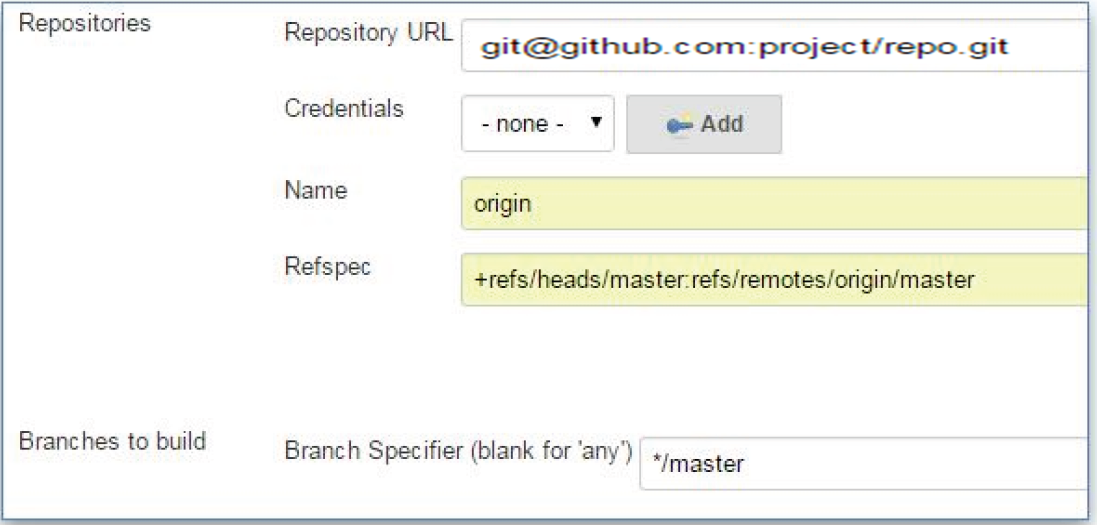 Repositories
Repository URL
git@github.com:project/repo.git
Credentials
- none -
Add
Name
origin
Refspec
+refs/heads/master:refs/remotes/origin/master
Branches to build
Branch Specifier (blank for 'any')
*/master